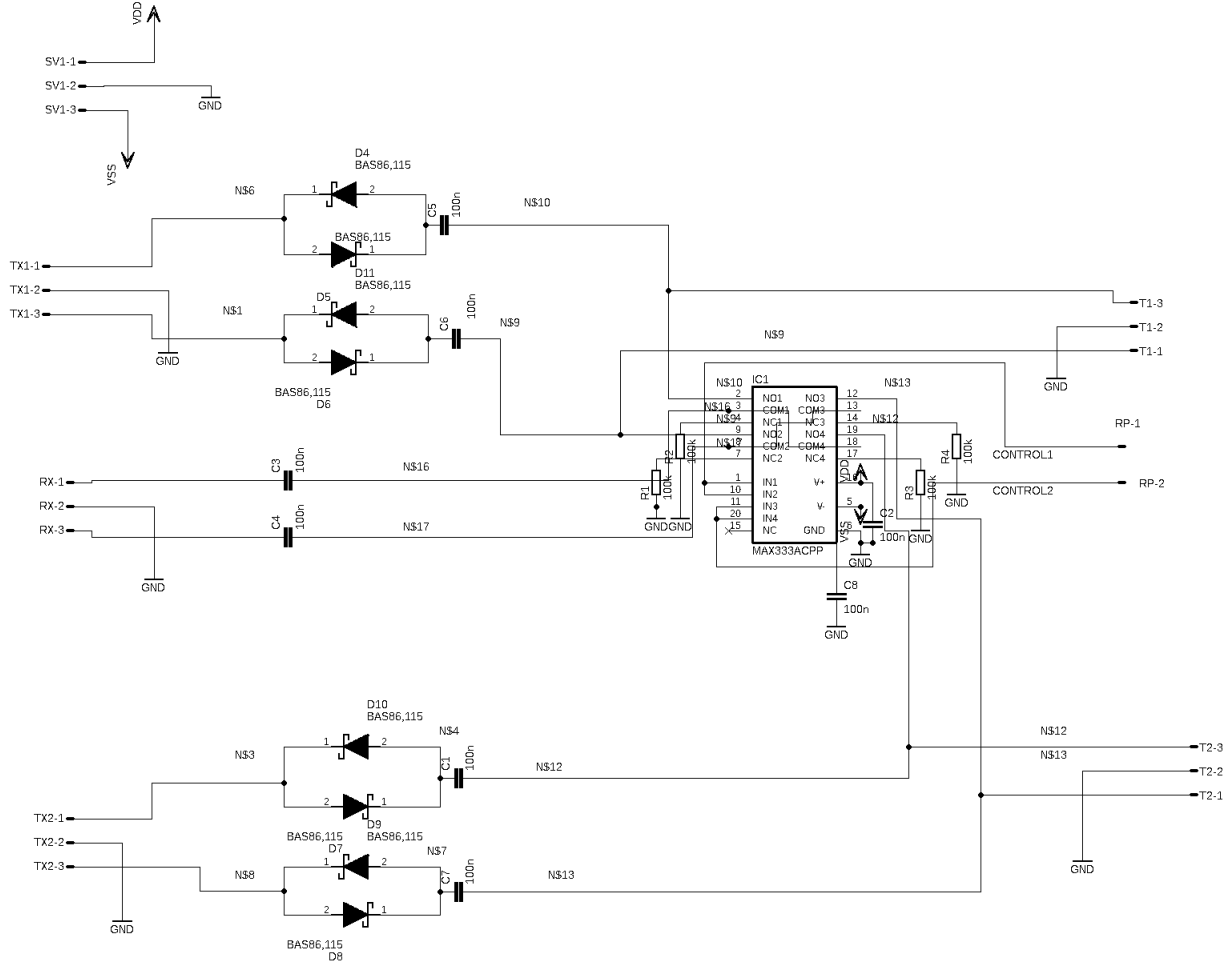 VDD
SV1-1
SV1-2
GND
SV1-3
VSS
D4
BAS86,115
N$6
1
2
C5
100n
N$10
BAS86,115
2
1
D11
BAS86,115
TX1-1
TX1-2
TX1-3
N$1
D5
1
2
C6
100n
N$9
2
1
GND
BAS86,115
D6
T1-3
T1-2
N$9
T1-1
GND
IC1
N$10
N$13
2
NO1
NO3
12
N$16
3
COM1
COM3
13
N$9
4
NC1
NC3
14
N$12
9
NO2
NO4
19
8
COM2
COM4
18
7
NC2
NC4
17
1
IN1
V+
VDD
10
IN2
11
IN3
V-
5
20
IN4
15
NC
GND
6
VSS
MAX333ACPP
R2
100k
R1
100k
GND
GND
R4
100k
GND
R3
100k
GND
C2
100n
GND
C8
100n
GND
RP-1
CONTROL1
RP-2
CONTROL2
RX-1
C3
100n
N$16
RX-2
RX-3
C4
100n
N$17
GND
D10
BAS86,115
N$3
1
2
N$4
C1
100n
N$12
2
1
D9
BAS86,115
BAS86,115
D7
TX2-1
TX2-2
TX2-3
N$8
1
2
N$7
C7
100n
N$13
2
1
GND
BAS86,115
D8
N$12
T2-3
N$13
T2-2
T2-1
GND